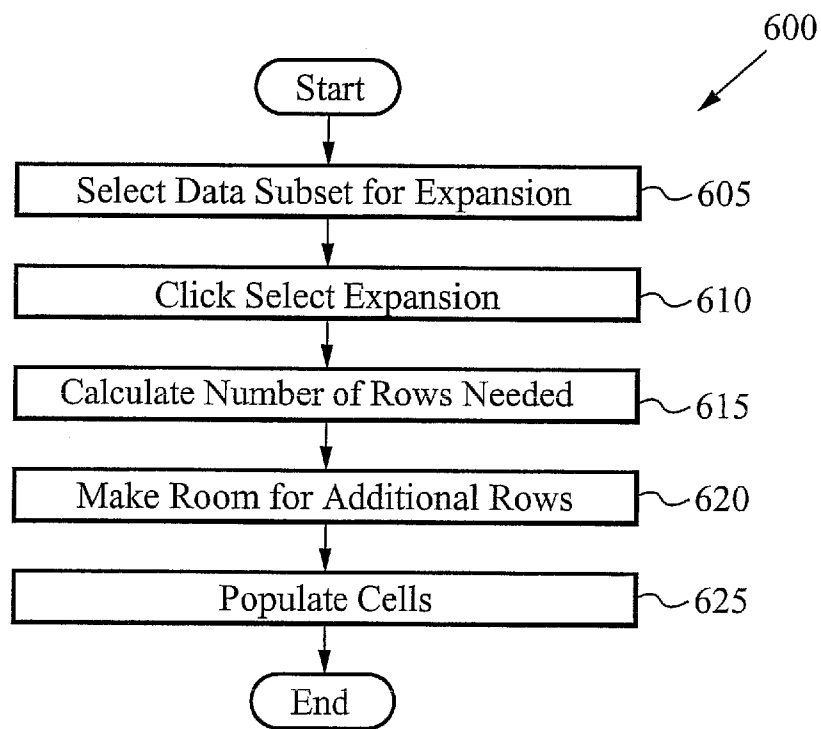 600
Start
Select Data Subset for Expansion
605
Click Select Expansion
610
Calculate Number of Rows Needed
615
Make Room for Additional Rows
620
Populate Cells
625
End